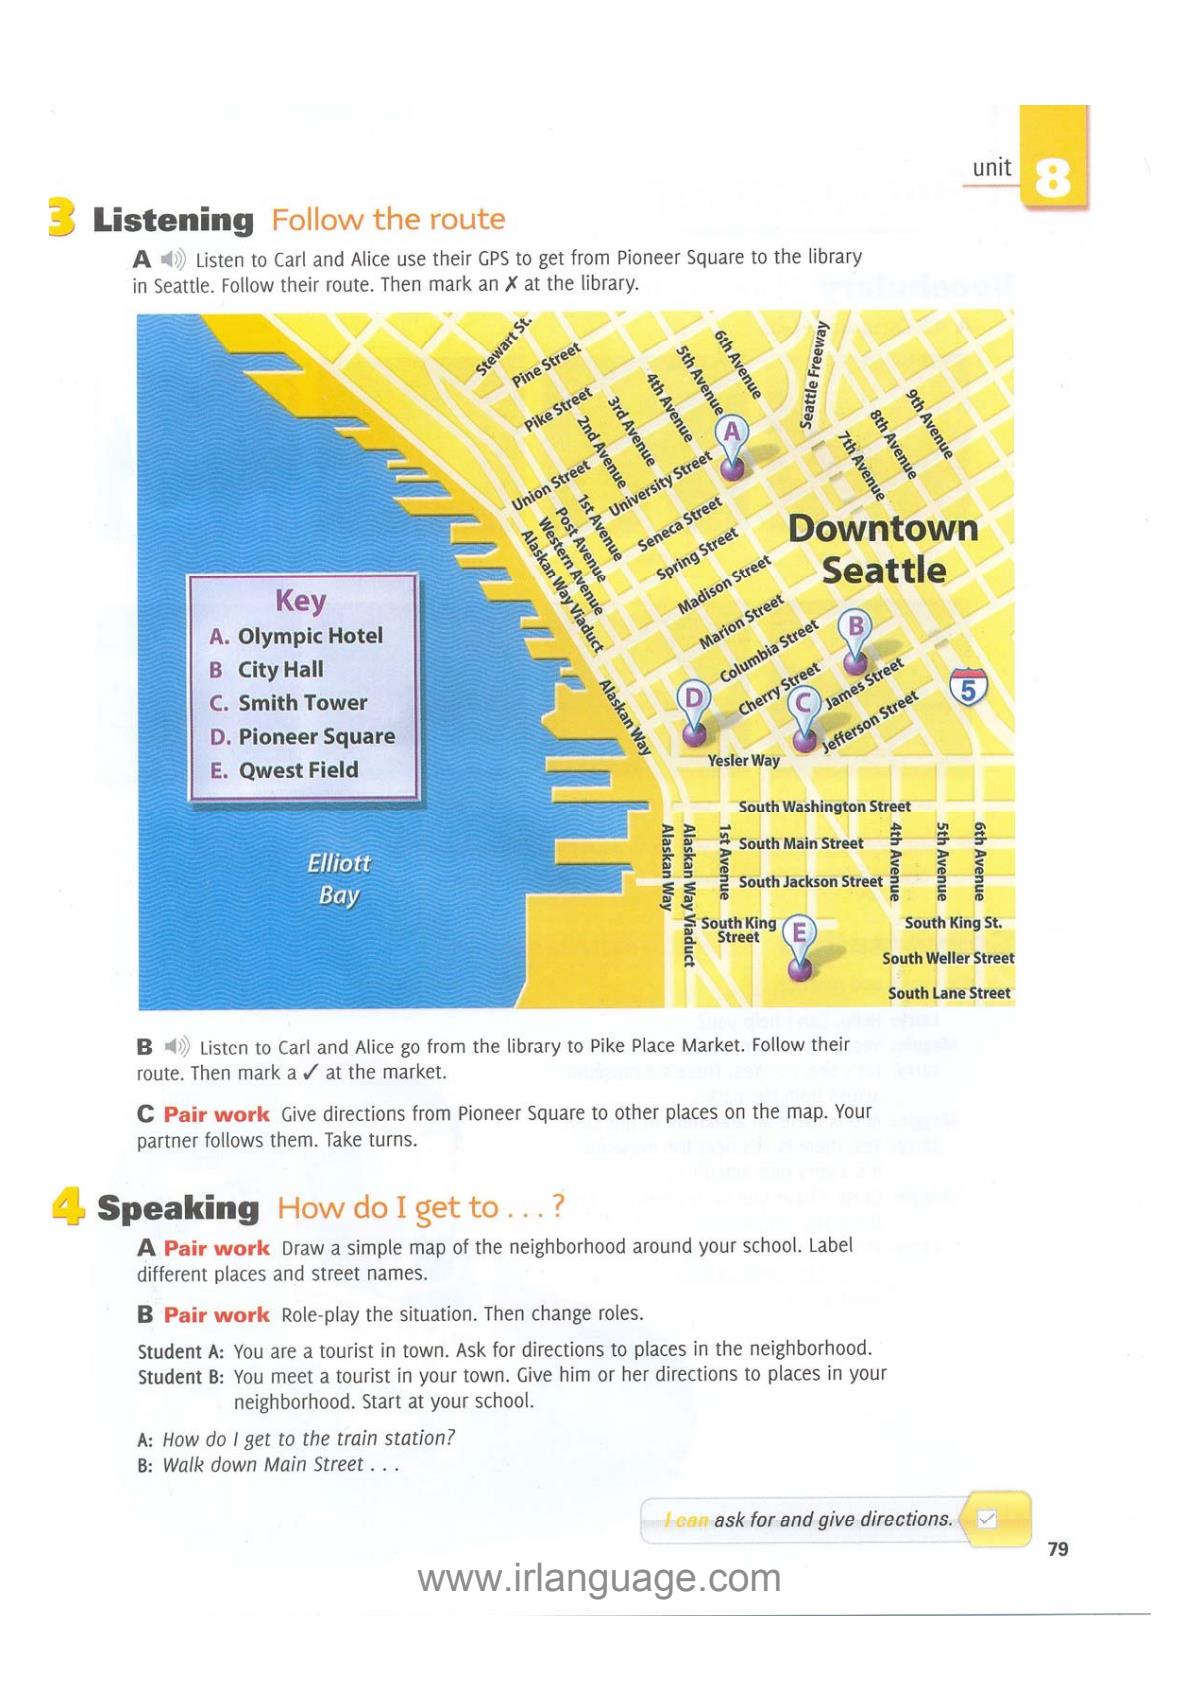 unit 8
3 Listening Follow the route
A Listen to Carl and Alice use their GPS to get from Pioneer Square to the library
in Seattle. Follow their route. Then mark an ✗ at the library.
Stewart St.
Pine Street
Pike Street
Union Street
University Street
Seneca Street
Spring Street
Madison Street
Marion Street
Columbia Street
Cherry Street
James Street
Jefferson Street
Yesler Way
6th Avenue
5th Avenue
4th Avenue
3rd Avenue
2nd Avenue
1st Avenue
Post Avenue
Western Avenue
Alaskan Way Viaduct
Alaskan Way
Seattle Freeway
9th Avenue
8th Avenue
7th Avenue
A
B
C
D
E
5
Downtown
Seattle
Key
A. Olympic Hotel
B City Hall
C. Smith Tower
D. Pioneer Square
E. Qwest Field
Elliott
Bay
South Washington Street
South Main Street
South Jackson Street
South King
Street
South King St.
South Weller Street
South Lane Street
Alaskan Way
Alaskan Way Viaduct
1st Avenue
4th Avenue
5th Avenue
6th Avenue
B Listen to Carl and Alice go from the library to Pike Place Market. Follow their
route. Then mark a ✓ at the market.
C Pair work Give directions from Pioneer Square to other places on the map. Your
partner follows them. Take turns.
4 Speaking How do I get to . . . ?
A Pair work Draw a simple map of the neighborhood around your school. Label
different places and street names.
B Pair work Role-play the situation. Then change roles.
Student A: You are a tourist in town. Ask for directions to places in the neighborhood.
Student B: You meet a tourist in your town. Give him or her directions to places in your
neighborhood. Start at your school.
A: How do I get to the train station?
B: Walk down Main Street . . .
I can ask for and give directions.
79
www.irlanguage.com